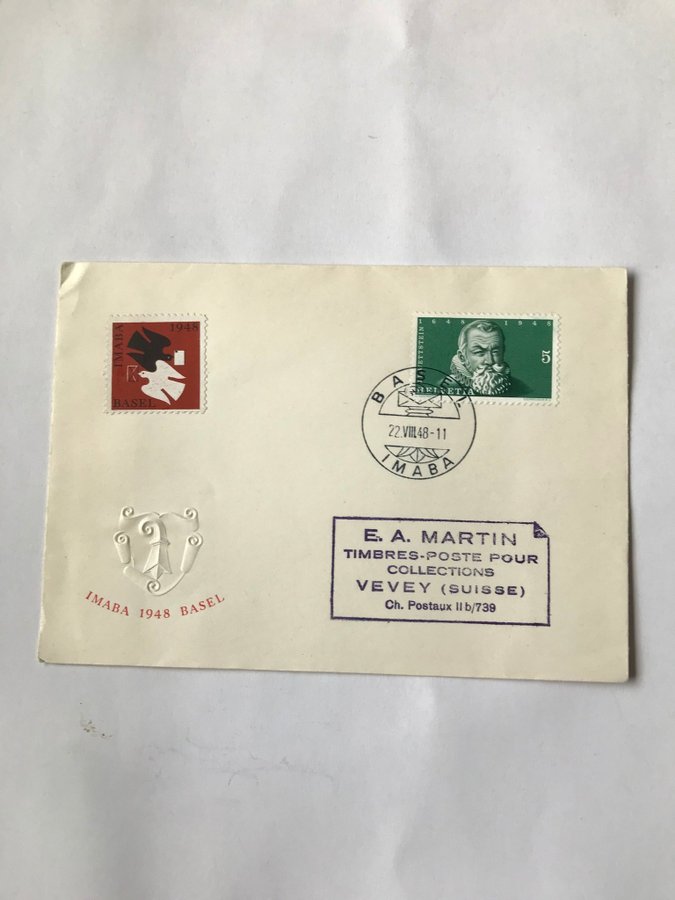 IMABA 1948
BASEL
WETTSTEIN 1648 1948
5
HELVETIA
BASEL
22.VIII.48-11
IMABA
IMABA 1948 BASEL
E. A. MARTIN
TIMBRES-POSTE POUR
COLLECTIONS
VEVEY (SUISSE)
Ch. Postaux II b/739